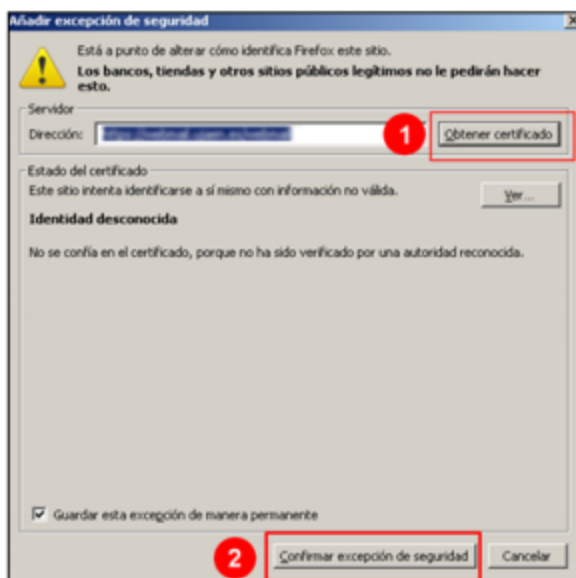 Añadir excepción de seguridad
Está a punto de alterar cómo identifica Firefox este sitio.
Los bancos, tiendas y otros sitios públicos legítimos no le pedirán hacer
esto.
Servidor
Dirección:
1
Obtener certificado
Estado del certificado
Este sitio intenta identificarse a sí mismo con información no válida.
Ver...
Identidad desconocida
No se confía en el certificado, porque no ha sido verificado por una autoridad reconocida.
Guardar esta excepción de manera permanente
2
Confirmar excepción de seguridad
Cancelar